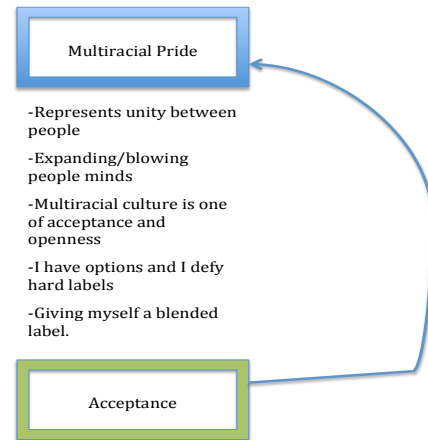 Multiracial Pride
-Represents unity between
people
-Expanding/blowing
people minds
-Multiracial culture is one
of acceptance and
openness
-I have options and I defy
hard labels
-Giving myself a blended
label.
Acceptance